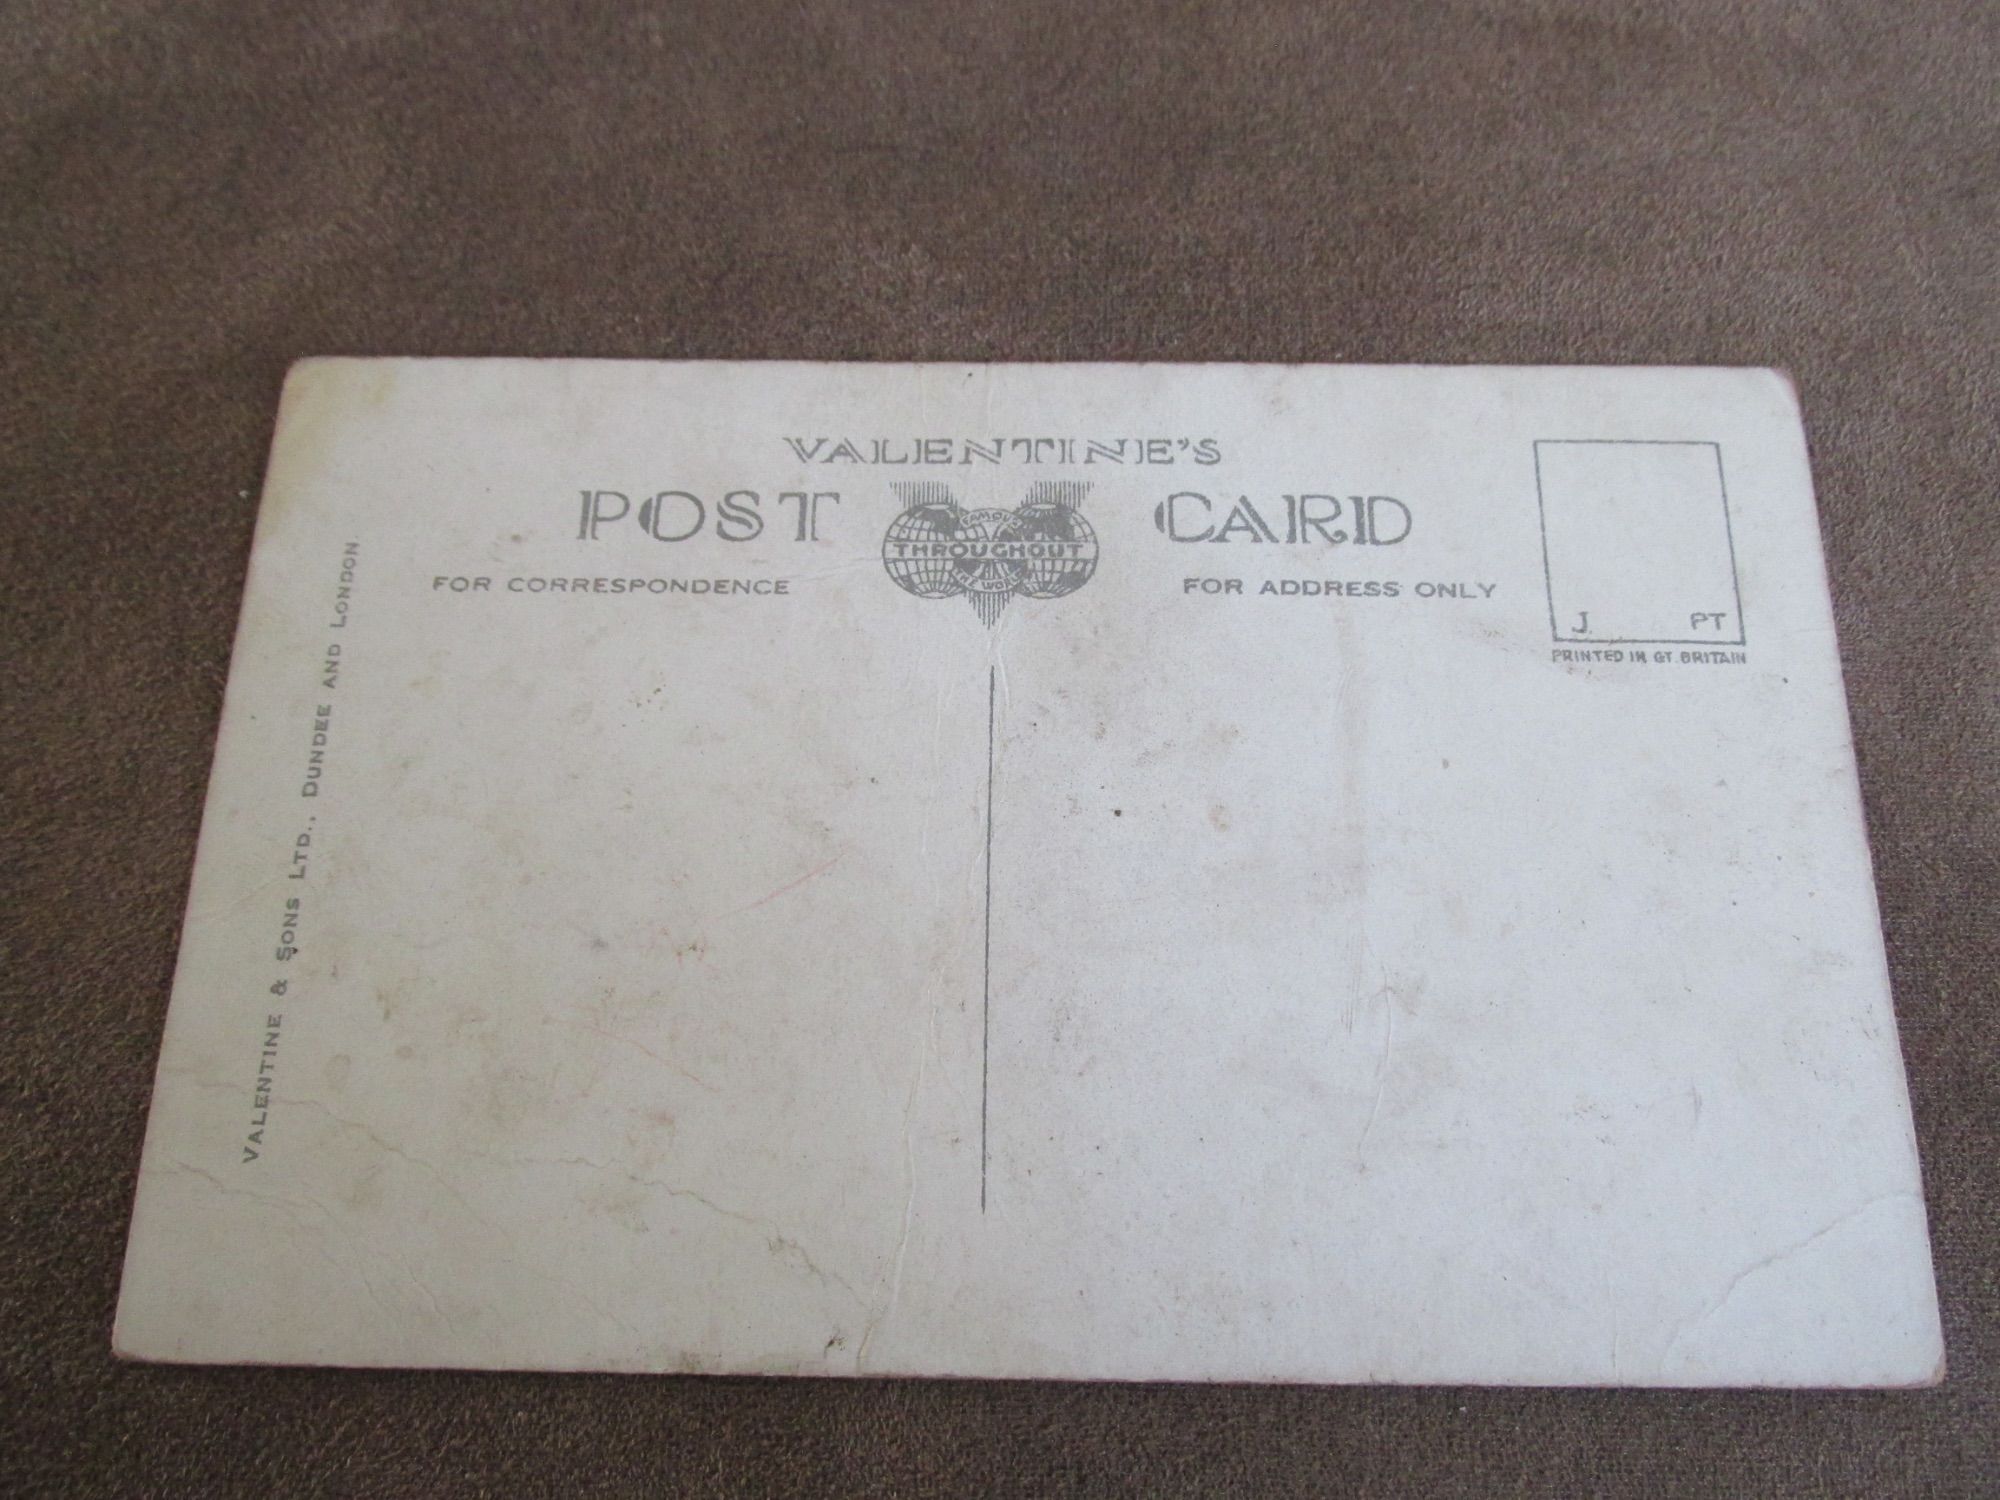 VALENTINE'S
POST CARD
FAMOUS
THROUGHOUT
THE WORLD
FOR CORRESPONDENCE
FOR ADDRESS ONLY
J. PT
PRINTED IN GT. BRITAIN
VALENTINE & SONS LTD., DUNDEE AND LONDON